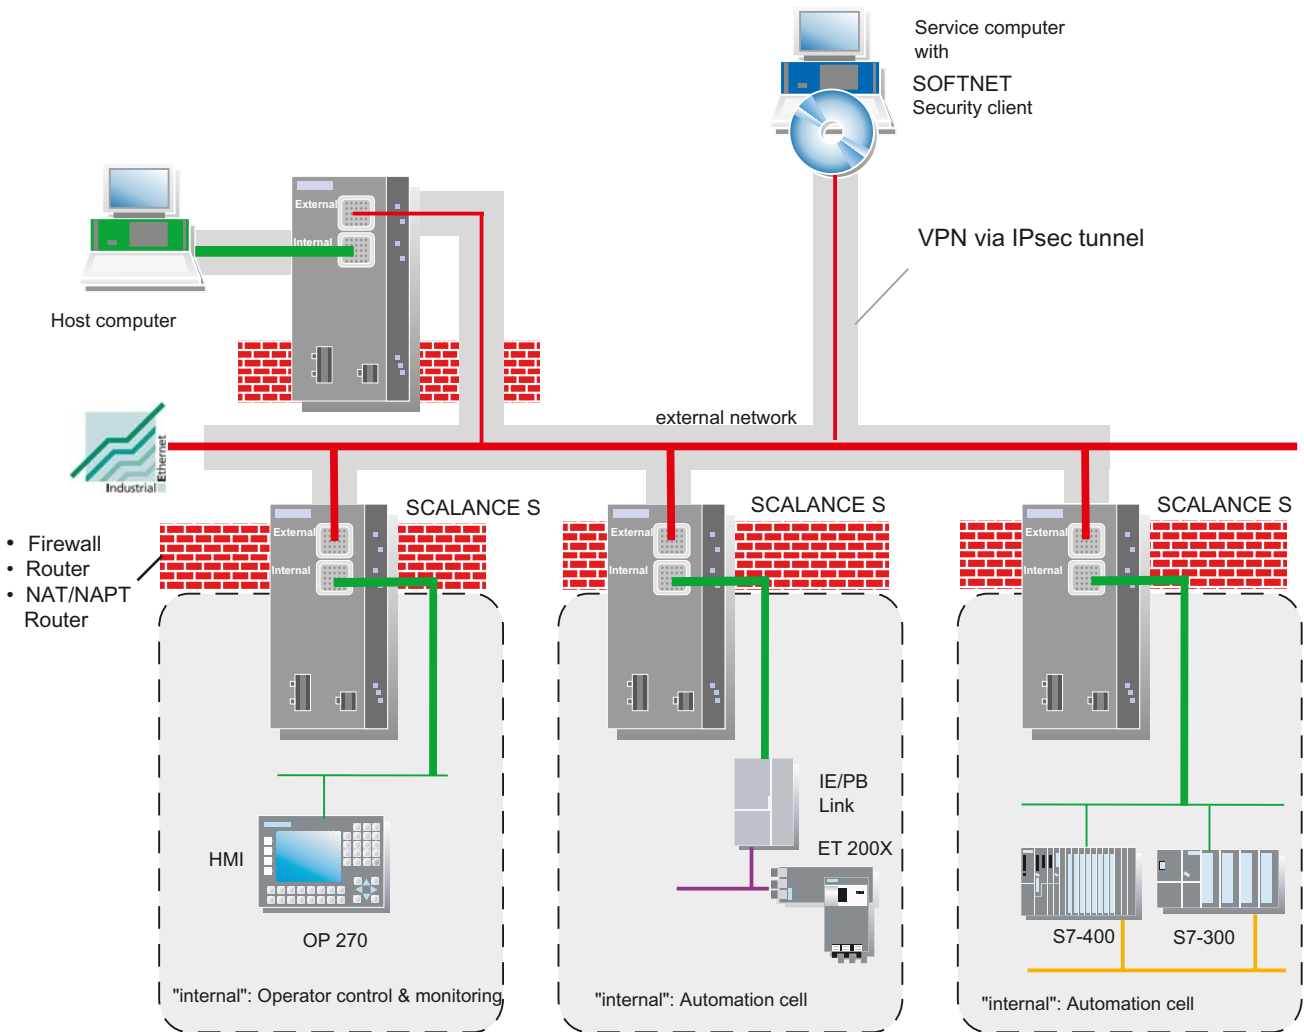 Service computer
with
SOFTNET
Security client
External
Internal
Host computer
VPN via IPsec tunnel
external network
Industrial
Ethernet
SCALANCE S
SCALANCE S
SCALANCE S
• Firewall
• Router
• NAT/NAPT
Router
External
Internal
External
Internal
External
Internal
IE/PB
Link
ET 200X
HMI
OP 270
S7-400
S7-300
"internal": Operator control & monitoring
"internal": Automation cell
"internal": Automation cell